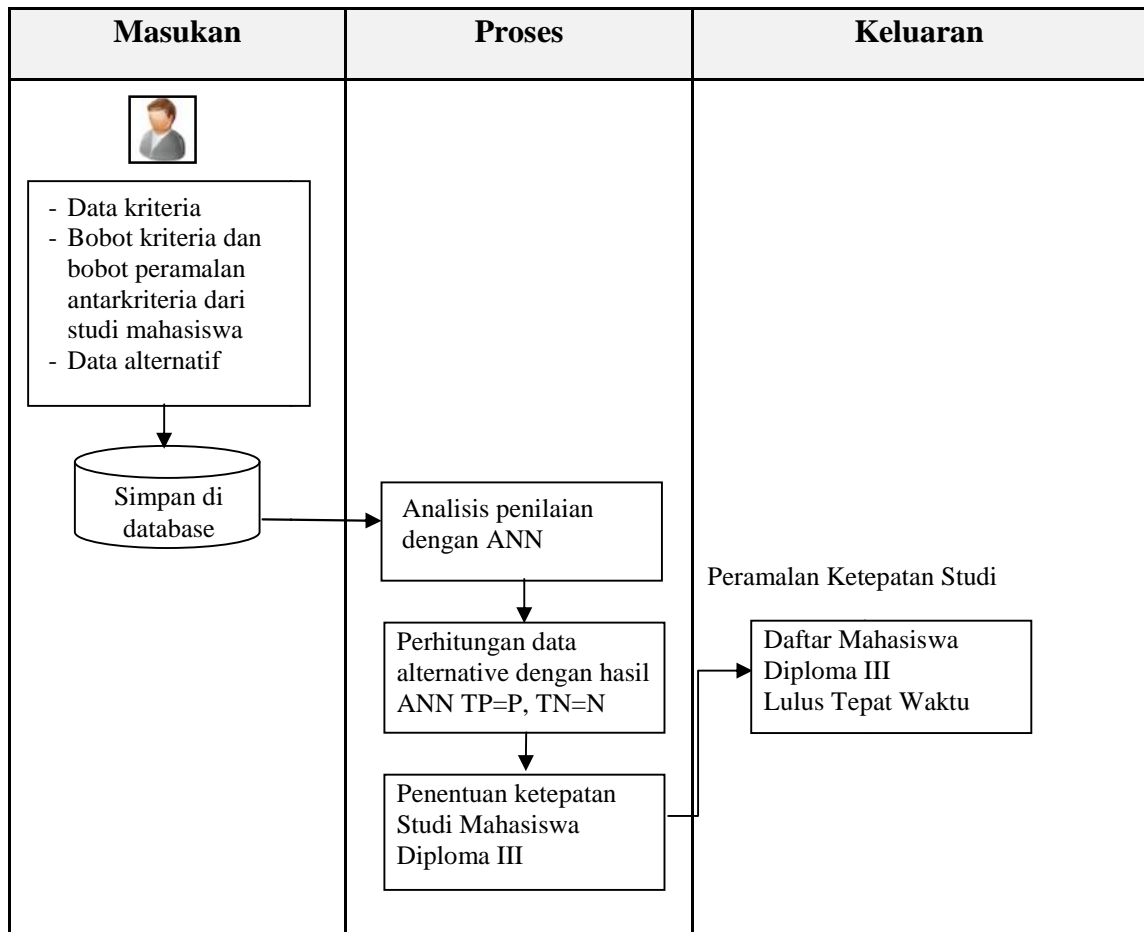 Masukan
Proses
Keluaran
- Data kriteria
- Bobot kriteria dan
bobot peramalan
antarkriteria dari
studi mahasiswa
- Data alternatif
Simpan di
database
Analisis penilaian
dengan ANN
Perhitungan data
alternative dengan hasil
ANN TP=P, TN=N
Penentuan ketepatan
Studi Mahasiswa
Diploma III
Peramalan Ketepatan Studi
Daftar Mahasiswa
Diploma III
Lulus Tepat Waktu